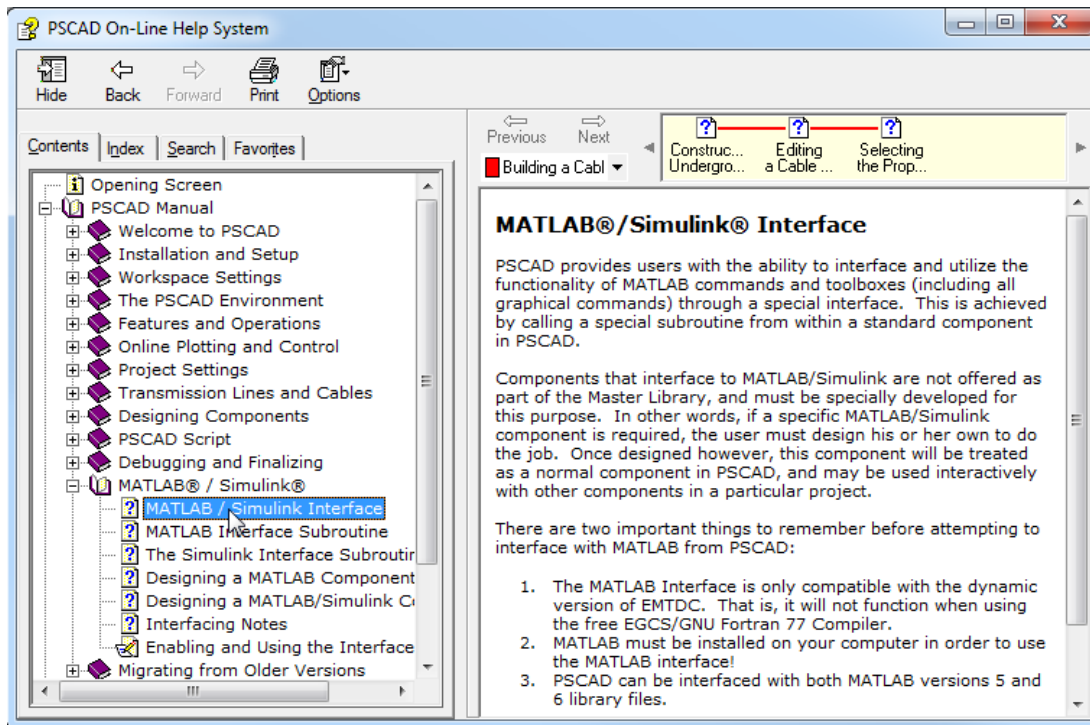 PSCAD On-Line Help System
Hide Back Forward Print Options
Contents Index Search Favorites
Opening Screen
PSCAD Manual
Welcome to PSCAD
Installation and Setup
Workspace Settings
The PSCAD Environment
Features and Operations
Online Plotting and Control
Project Settings
Transmission Lines and Cables
Designing Components
PSCAD Script
Debugging and Finalizing
MATLAB® / Simulink®
MATLAB / Simulink Interface
MATLAB Interface Subroutine
The Simulink Interface Subroutir
Designing a MATLAB Component
Designing a MATLAB/Simulink Co
Interfacing Notes
Enabling and Using the Interface
Migrating from Older Versions
Previous Next
Building a Cabl
Construc... Undergro...
Editing a Cable ...
Selecting the Prop...
MATLAB®/Simulink® Interface
PSCAD provides users with the ability to interface and utilize the
functionality of MATLAB commands and toolboxes (including all
graphical commands) through a special interface. This is achieved
by calling a special subroutine from within a standard component
in PSCAD.
Components that interface to MATLAB/Simulink are not offered as
part of the Master Library, and must be specially developed for
this purpose. In other words, if a specific MATLAB/Simulink
component is required, the user must design his or her own to do
the job. Once designed however, this component will be treated
as a normal component in PSCAD, and may be used interactively
with other components in a particular project.
There are two important things to remember before attempting to
interface with MATLAB from PSCAD:
1. The MATLAB Interface is only compatible with the dynamic
version of EMTDC. That is, it will not function when using
the free EGCS/GNU Fortran 77 Compiler.
2. MATLAB must be installed on your computer in order to use
the MATLAB interface!
3. PSCAD can be interfaced with both MATLAB versions 5 and
6 library files.